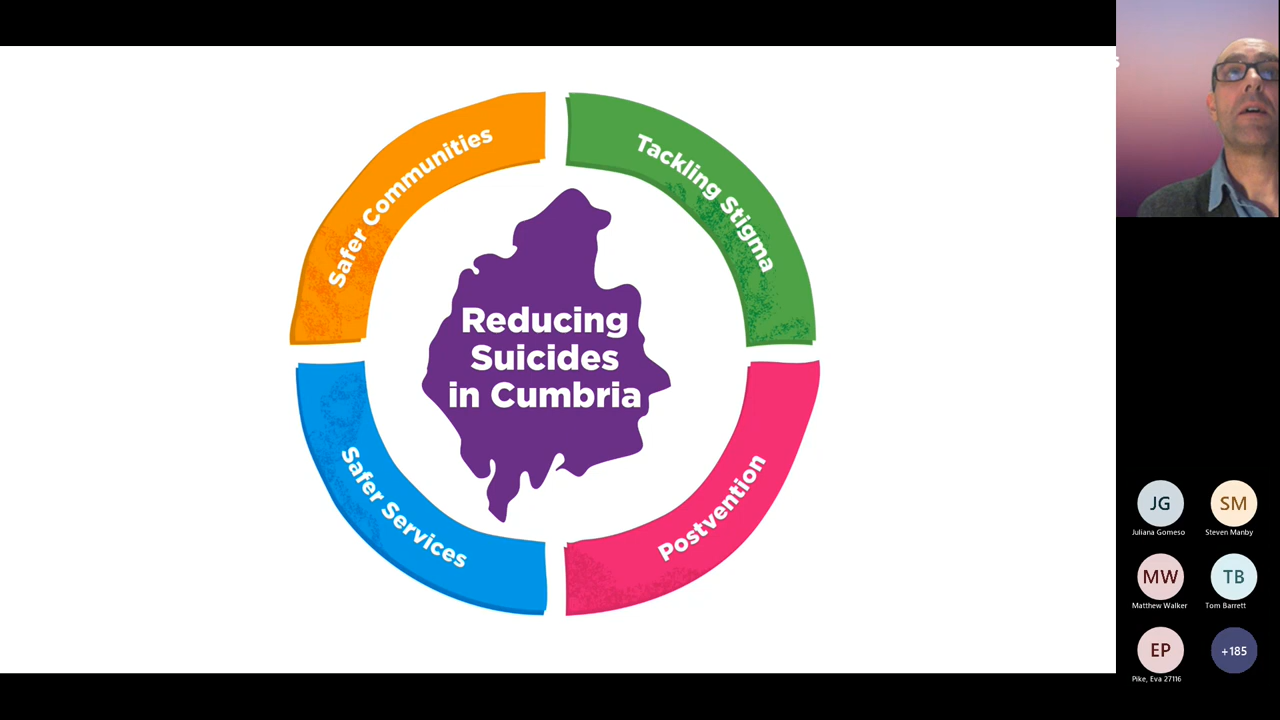 Safer Communities
Tackling Stigma
Reducing
Suicides
in Cumbria
Safer Services
Postvention
JG
SM
Juliana Gomeso
Steven Manby
MW
TB
Matthew Walker
Tom Barrett
EP
+185
Pike, Eva 27116